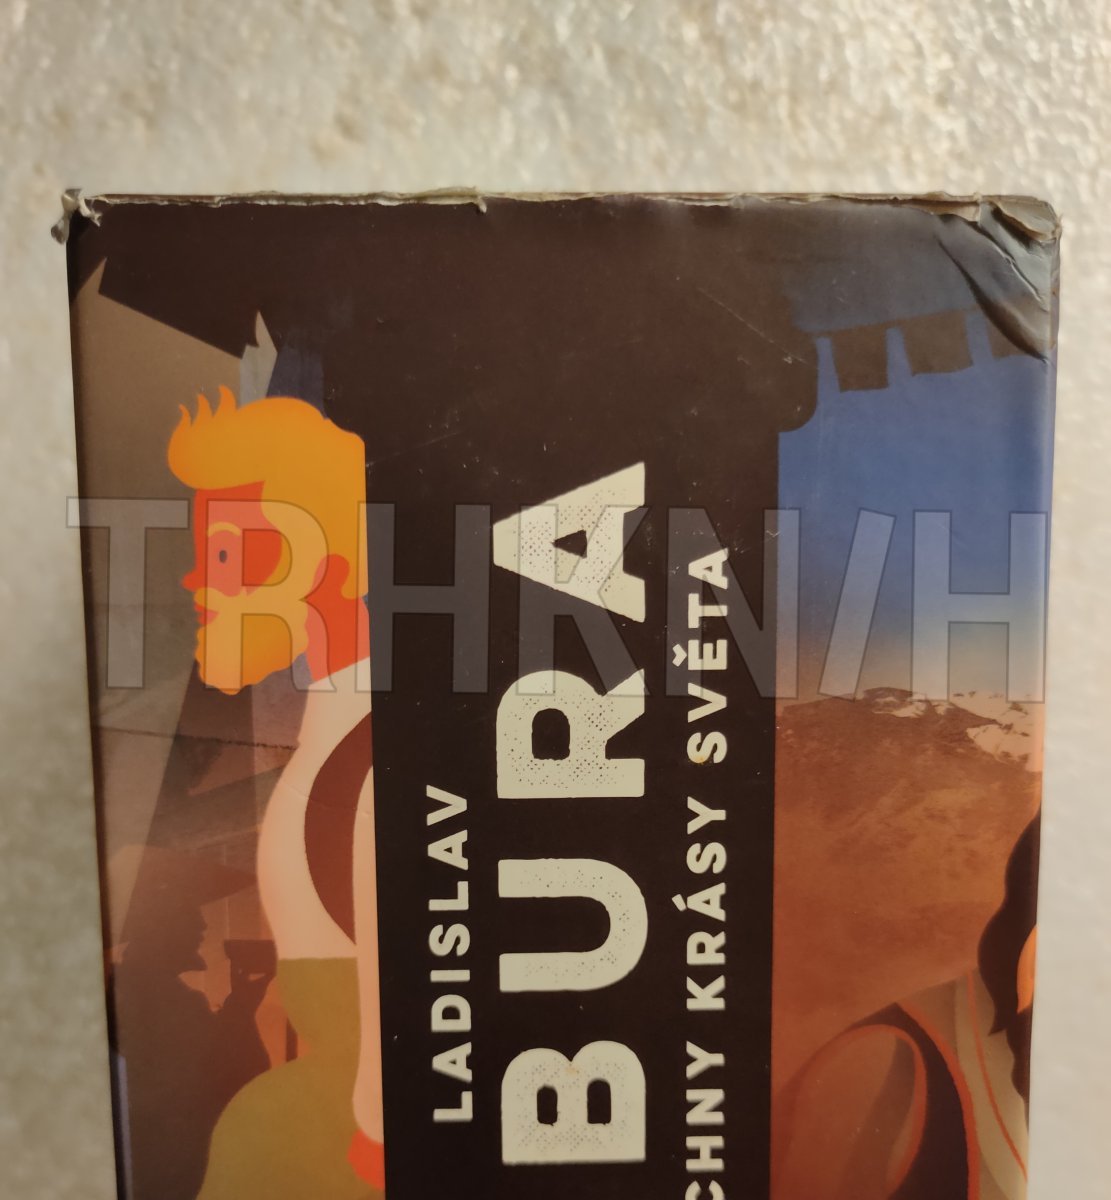 LADISLAV
BURA
CHNY KRÁSY SVĚTA
TRHKNIH